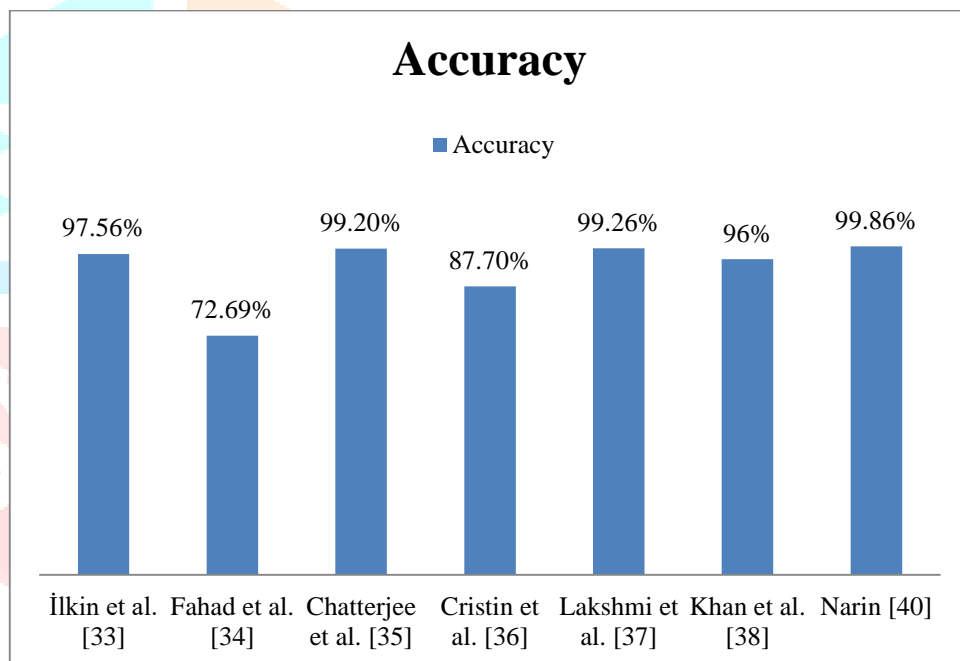 Accuracy
Accuracy
97.56%
72.69%
99.20%
87.70%
99.26%
96%
99.86%
İlkin et al. [33]
Fahad et al. [34]
Chatterjee et al. [35]
Cristin et al. [36]
Lakshmi et al. [37]
Khan et al. [38]
Narin [40]